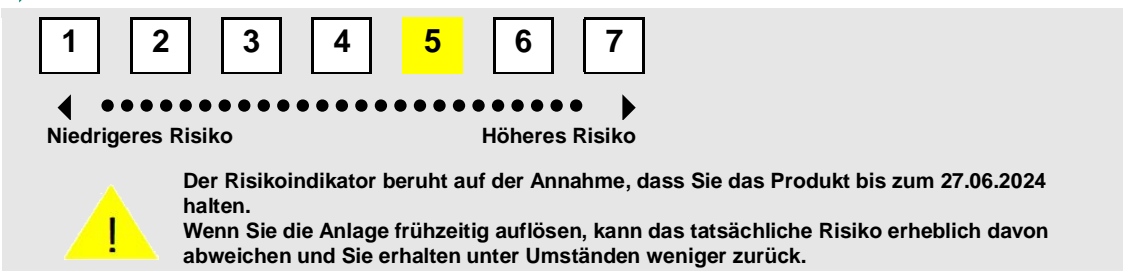 1 2 3 4 5 6 7
Niedrigeres Risiko Höheres Risiko
Der Risikoindikator beruht auf der Annahme, dass Sie das Produkt bis zum 27.06.2024
halten.
Wenn Sie die Anlage frühzeitig auflösen, kann das tatsächliche Risiko erheblich davon
abweichen und Sie erhalten unter Umständen weniger zurück.
!